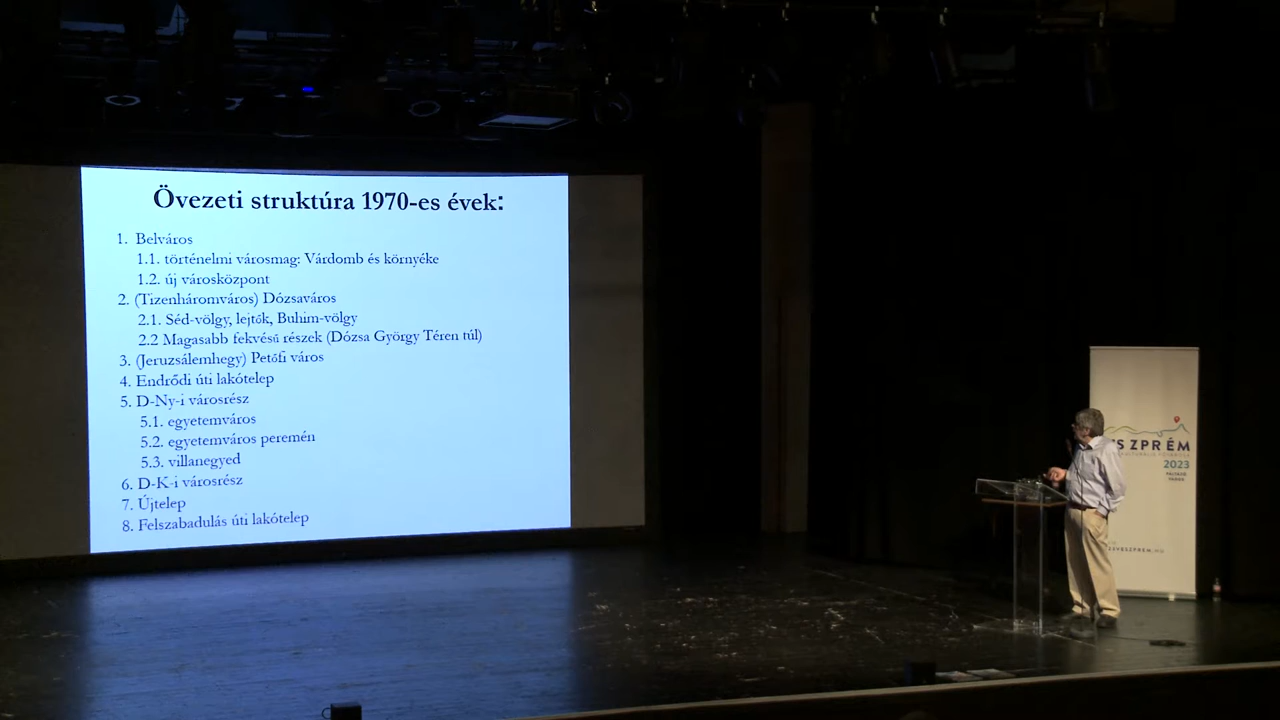 Övezeti struktúra 1970-es évek:
1. Belváros
1.1. történelmi városmag: Várdomb és környéke
1.2. új városközpont
2. (Tizenháromváros) Dózsaváros
2.1. Séd-völgy, lejtők, Buhim-völgy
2.2 Magasabb fekvésű részek (Dózsa György Téren túl)
3. (Jeruzsálemhegy) Petőfi város
4. Endrődi úti lakótelep
5. D-Ny-i városrész
5.1. egyetemváros
5.2. egyetemváros peremén
5.3. villanegyed
6. D-K-i városrész
7. Újtelep
8. Felszabadulás úti lakótelep
SZPRÉM
2023